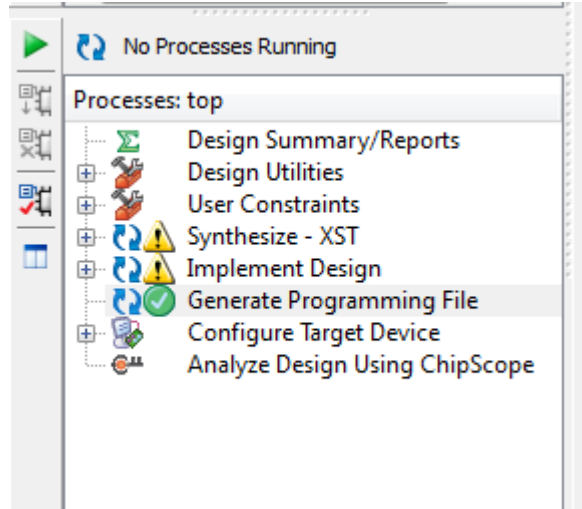 No Processes Running
Processes: top
Design Summary/Reports
Design Utilities
User Constraints
Synthesize - XST
Implement Design
Generate Programming File
Configure Target Device
Analyze Design Using ChipScope